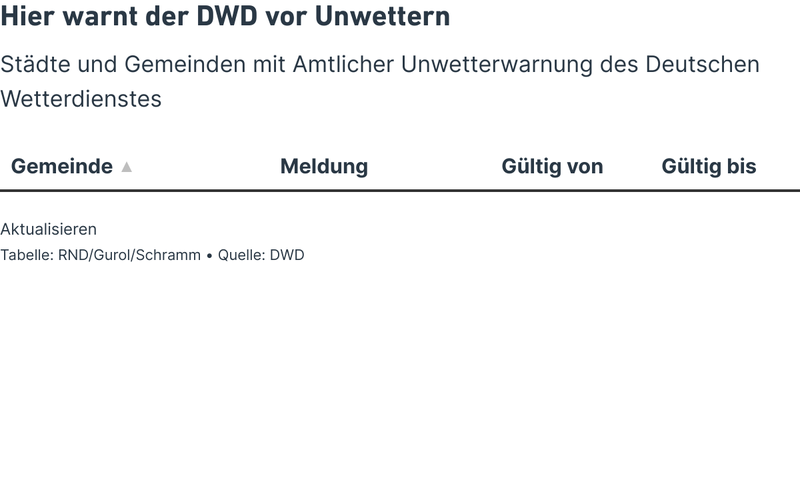 Hier warnt der DWD vor Unwettern
Städte und Gemeinden mit Amtlicher Unwetterwarnung des Deutschen
Wetterdienstes
Gemeinde ▲ Meldung Gültig von Gültig bis
Aktualisieren
Tabelle: RND/Gurol/Schramm • Quelle: DWD